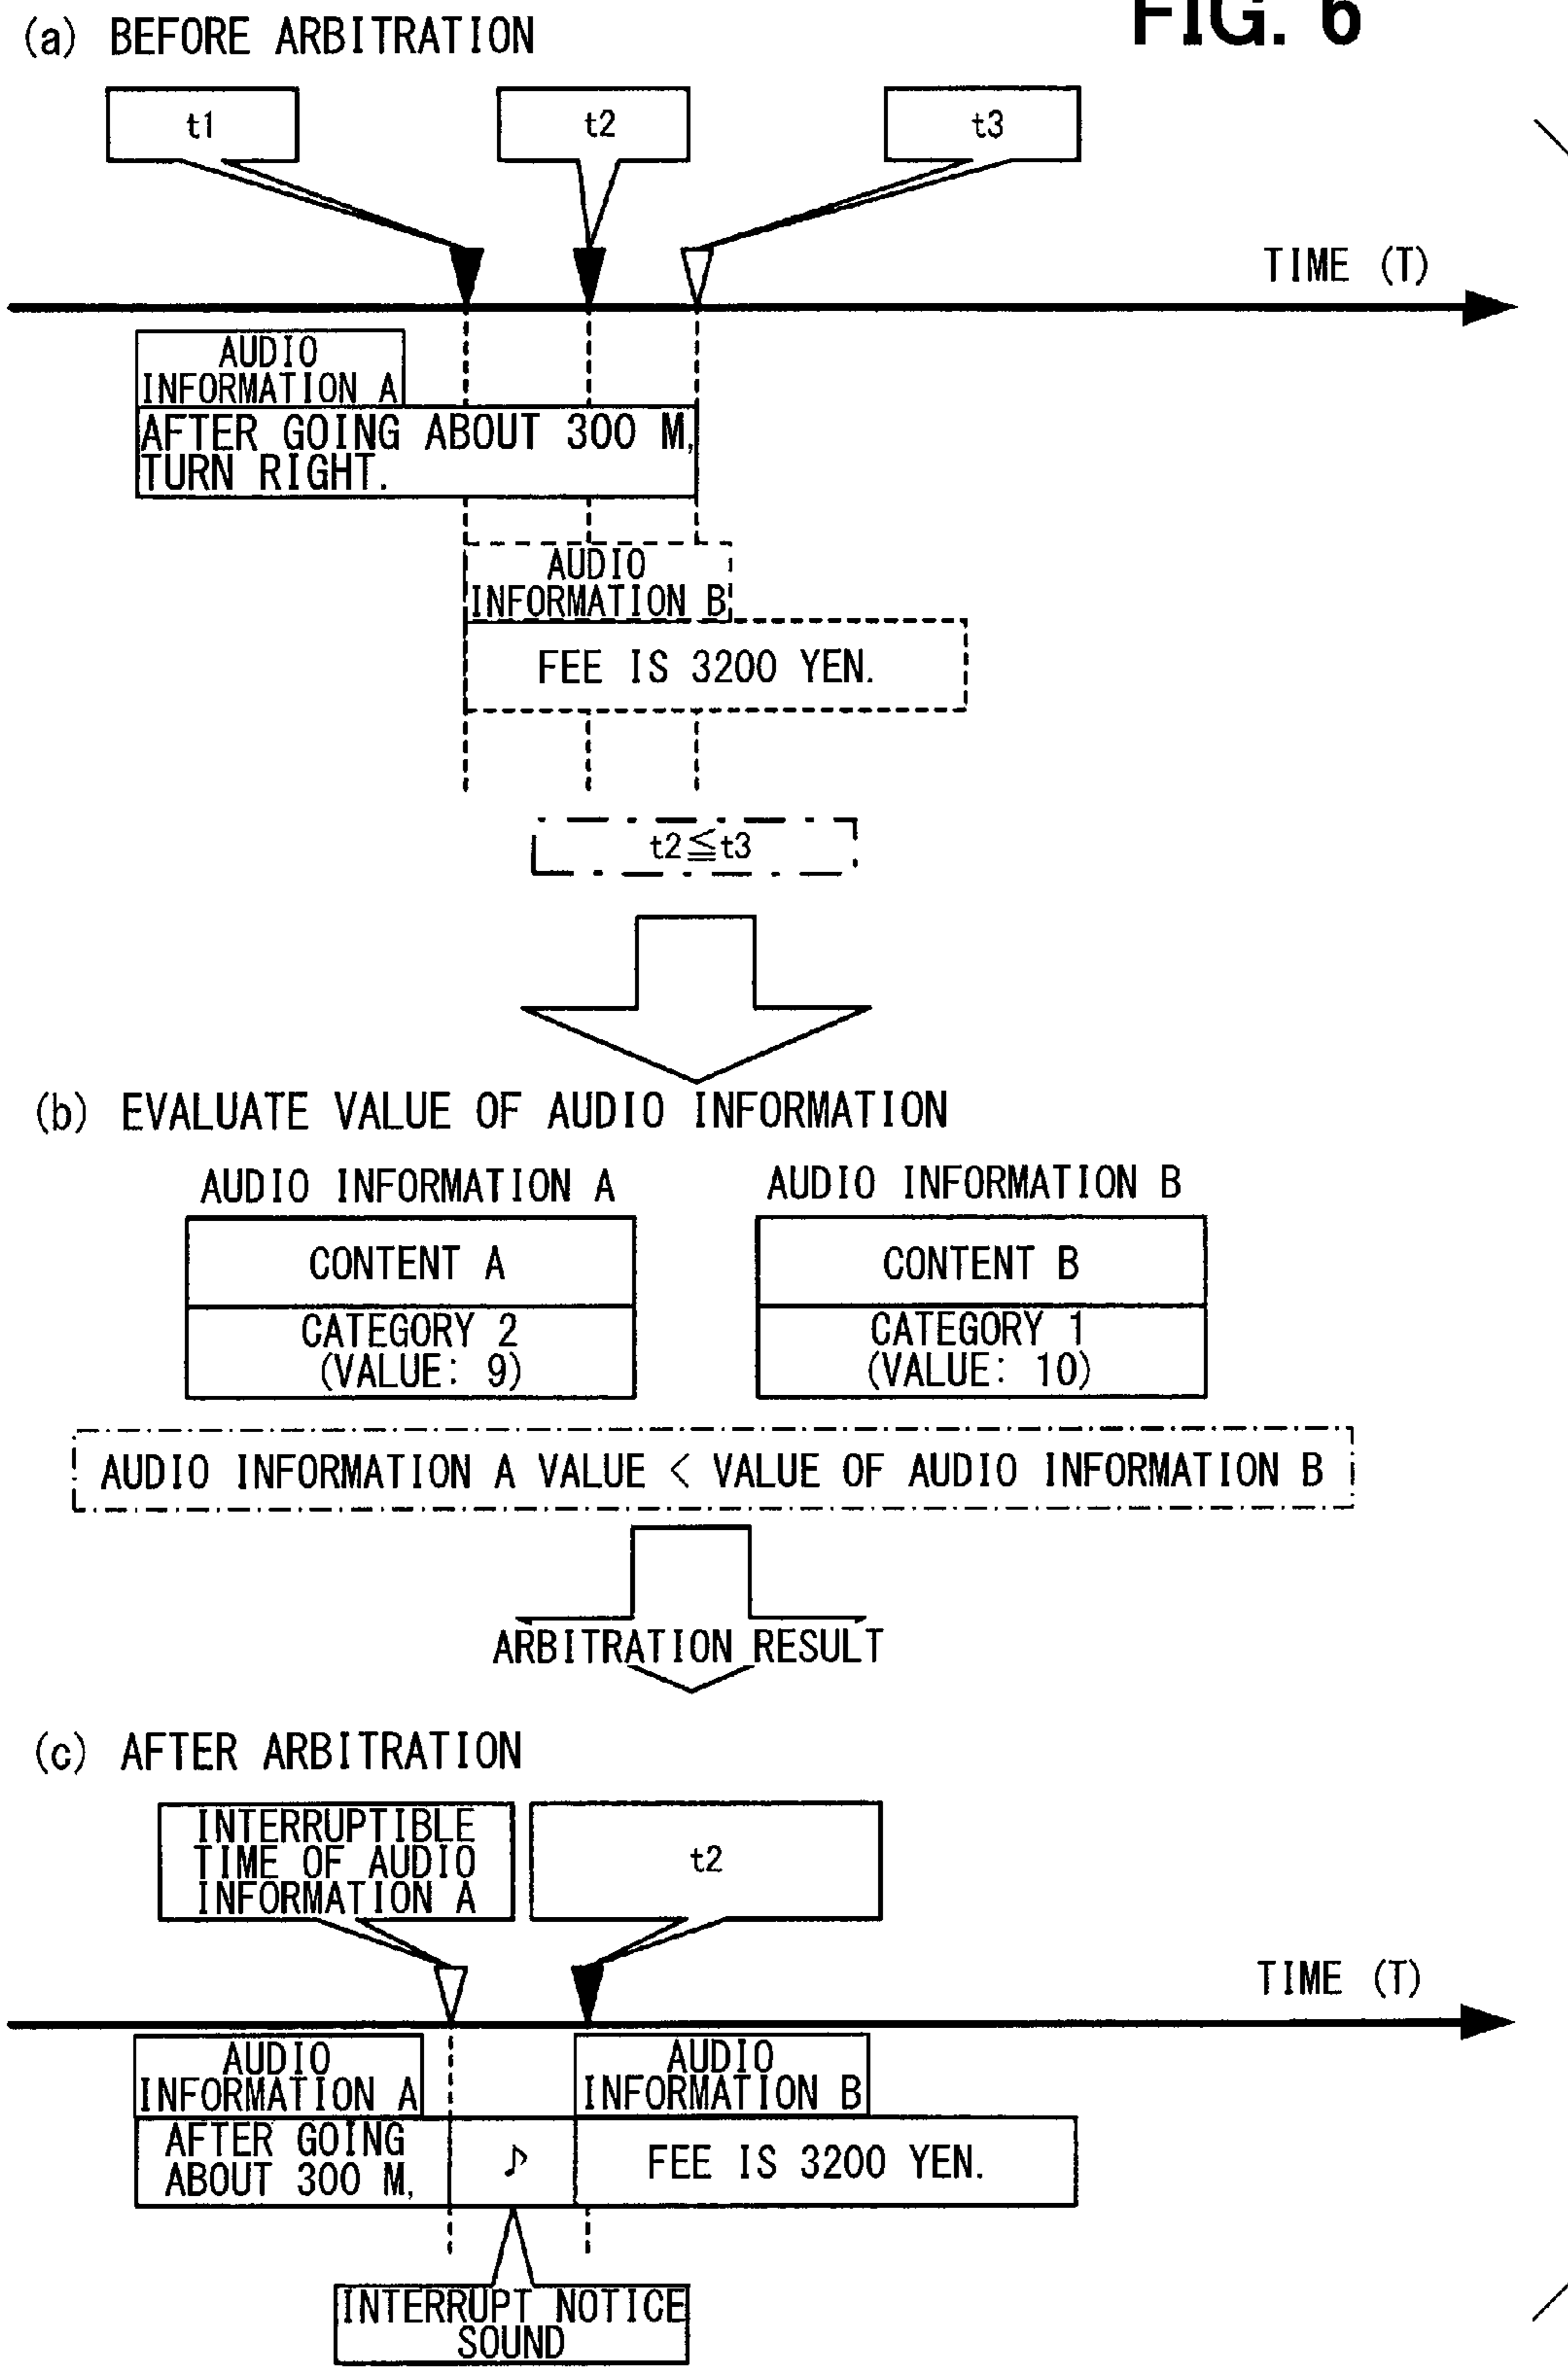 FIG. 6
(a) BEFORE ARBITRATION
t1
t2
t3
TIME (T)
AUDIO
INFORMATION A
AFTER GOING ABOUT 300 M,
TURN RIGHT.
AUDIO
INFORMATION B
FEE IS 3200 YEN.
t2≦t3
(b) EVALUATE VALUE OF AUDIO INFORMATION
AUDIO INFORMATION A
AUDIO INFORMATION B
CONTENT A
CONTENT B
CATEGORY 2
(VALUE: 9)
CATEGORY 1
(VALUE: 10)
AUDIO INFORMATION A VALUE < VALUE OF AUDIO INFORMATION B
ARBITRATION RESULT
(c) AFTER ARBITRATION
INTERRUPTIBLE
TIME OF AUDIO
INFORMATION A
t2
TIME (T)
AUDIO
INFORMATION A
AUDIO
INFORMATION B
AFTER GOING
ABOUT 300 M,
♪
FEE IS 3200 YEN.
INTERRUPT NOTICE
SOUND